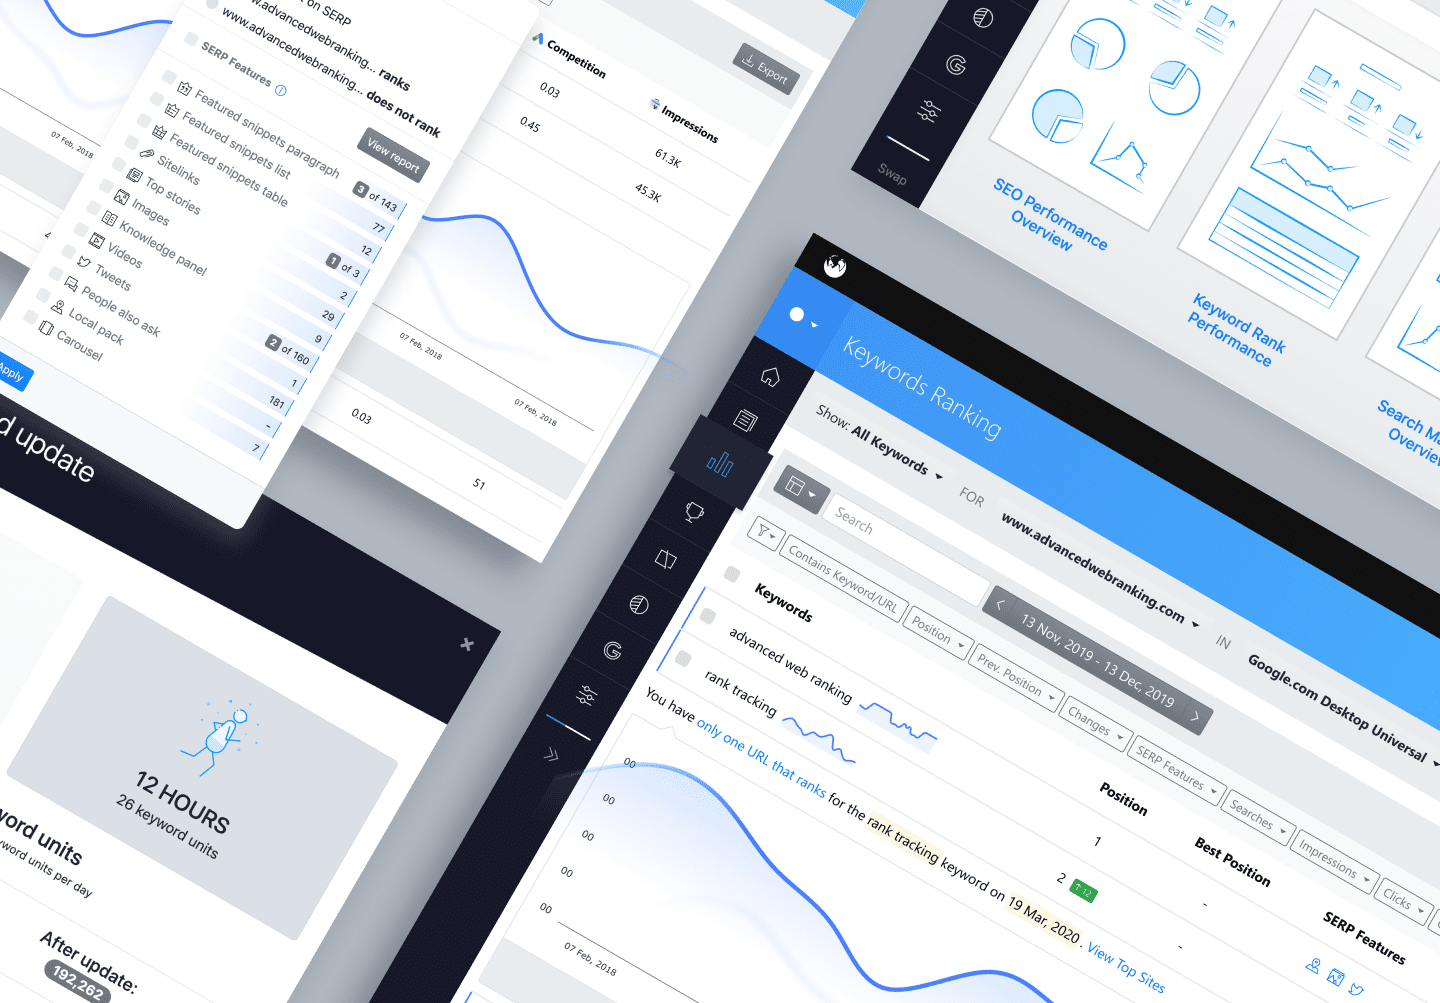 on SERP
www.advancedwebranking... ranks
www.advancedwebranking... does not rank
SERP Features
View report
Featured snippets paragraph
3 of 143
Featured snippets list
77
Featured snippets table
12
Sitelinks
1 of 3
Top stories
2
Images
29
Knowledge panel
9
Videos
2 of 160
Tweets
1
People also ask
181
Local pack
-
Carousel
7
Apply
07 Feb, 2018
Competition
Impressions
Export
0.03
61.3K
0.45
45.3K
07 Feb, 2018
07 Feb, 2018
0.03
51
Swap
SEO Performance
Overview
Keyword Rank
Performance
Search
Overview
update
12 HOURS
26 keyword units
word units
word units per day
After update:
192,262
Keywords Ranking
Show: All Keywords
FOR
www.advancedwebranking.com
IN
Google.com Desktop Universal
Search
13 Nov, 2019 - 13 Dec, 2019
Contains Keyword/URL
Position
Prev. Position
Changes
SERP Features
Searches
Impressions
Clicks
Keywords
Position
Best Position
SERP Features
advanced web ranking
1
-
rank tracking
2
↑12
-
You have only one URL that ranks for the rank tracking keyword on 19 Mar, 2020 . View Top Sites
00
00
00
00
00
07 Feb, 2018